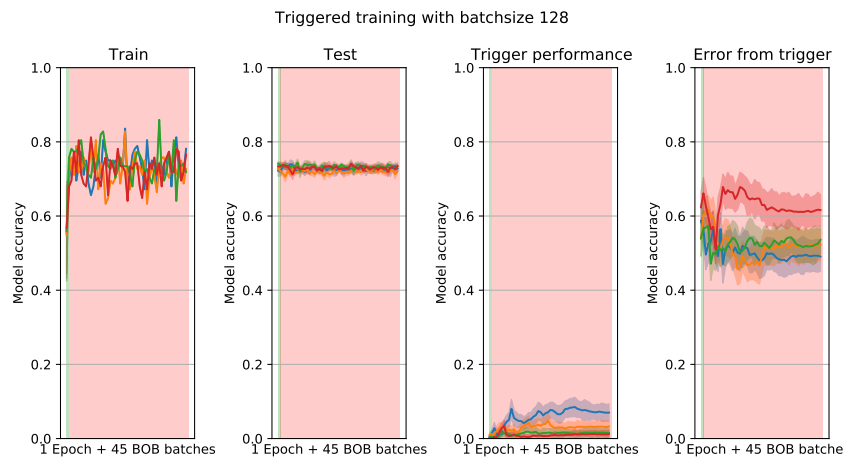 Triggered training with batchsize 128
Train
Test
Trigger performance
Error from trigger
Model accuracy
1.0
0.8
0.6
0.4
0.2
0.0
1 Epoch + 45 BOB batches
Model accuracy
1.0
0.8
0.6
0.4
0.2
0.0
1 Epoch + 45 BOB batches
Model accuracy
1.0
0.8
0.6
0.4
0.2
0.0
1 Epoch + 45 BOB batches
Model accuracy
1.0
0.8
0.6
0.4
0.2
0.0
1 Epoch + 45 BOB batche